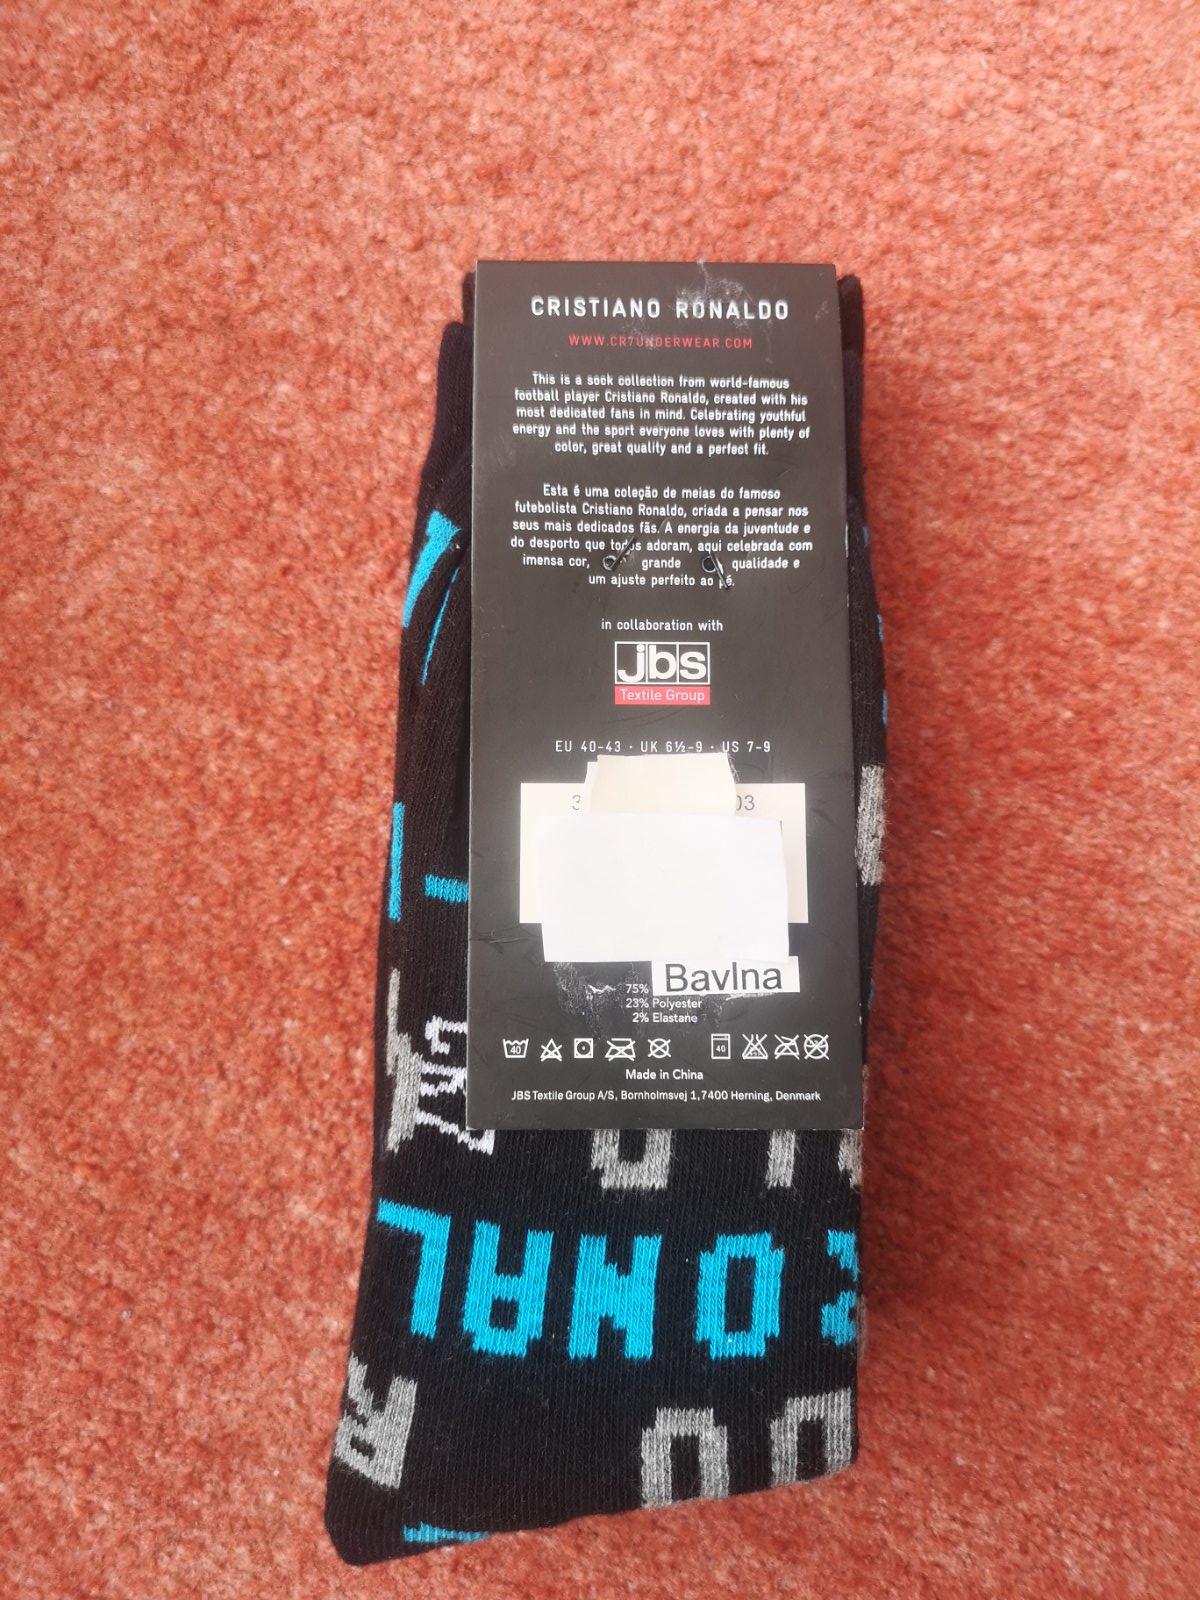 CRISTIANO RONALDO
WWW.CR7UNDERWEAR.COM
This is a sock collection from world-famous
football player Cristiano Ronaldo, created with his
most dedicated fans in mind. Celebrating youthful
energy and the sport everyone loves with plenty of
color, great quality and a perfect fit.
Esta é uma coleção de meias do famoso
futebolista Cristiano Ronaldo, criada a pensar nos
seus mais dedicados fãs. A energia da juventude e
do desporto que todos adoram, aqui celebrada com
imensa cor, grande qualidade e
um ajuste perfeito ao pé.
in collaboration with
jbs
Textile Group
EU 40-43 · UK 6½-9 · US 7-9
3 03
75% Bavlna
23% Polyester
2% Elastane
40 40
Made in China
JBS Textile Group A/S, Bornholmsvej 1,7400 Herning, Denmark
RONAL